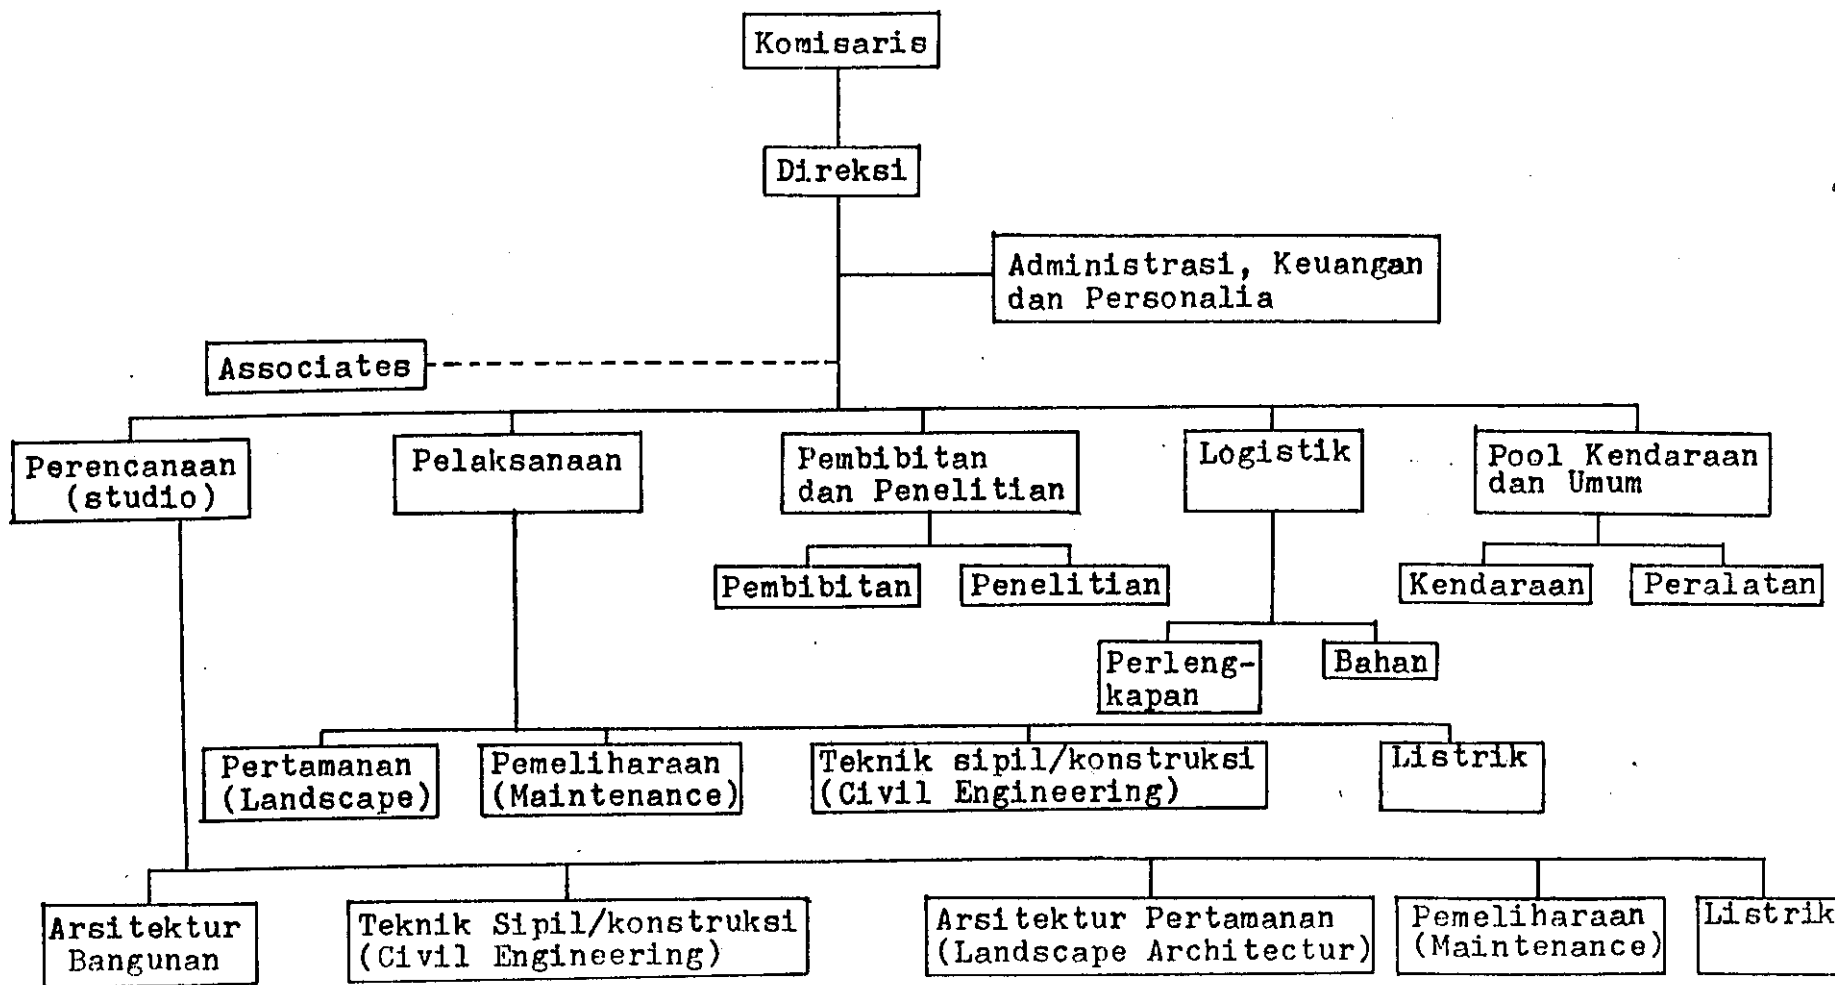 Komisaris
Direksi
Administrasi, Keuangan
dan Personalia
Associates
Perencanaan
(studio)
Pelaksanaan
Pembibitan
dan Penelitian
Logistik
Pool Kendaraan
dan Umum
Pembibitan
Penelitian
Kendaraan
Peralatan
Perleng-
kapan
Bahan
Pertamanan
(Landscape)
Pemeliharaan
(Maintenance)
Teknik sipil/konstruksi
(Civil Engineering)
Listrik
Arsitektur
Bangunan
Teknik Sipil/konstruksi
(Civil Engineering)
Arsitektur Pertamanan
(Landscape Architectur)
Pemeliharaan
(Maintenance)
Listrik